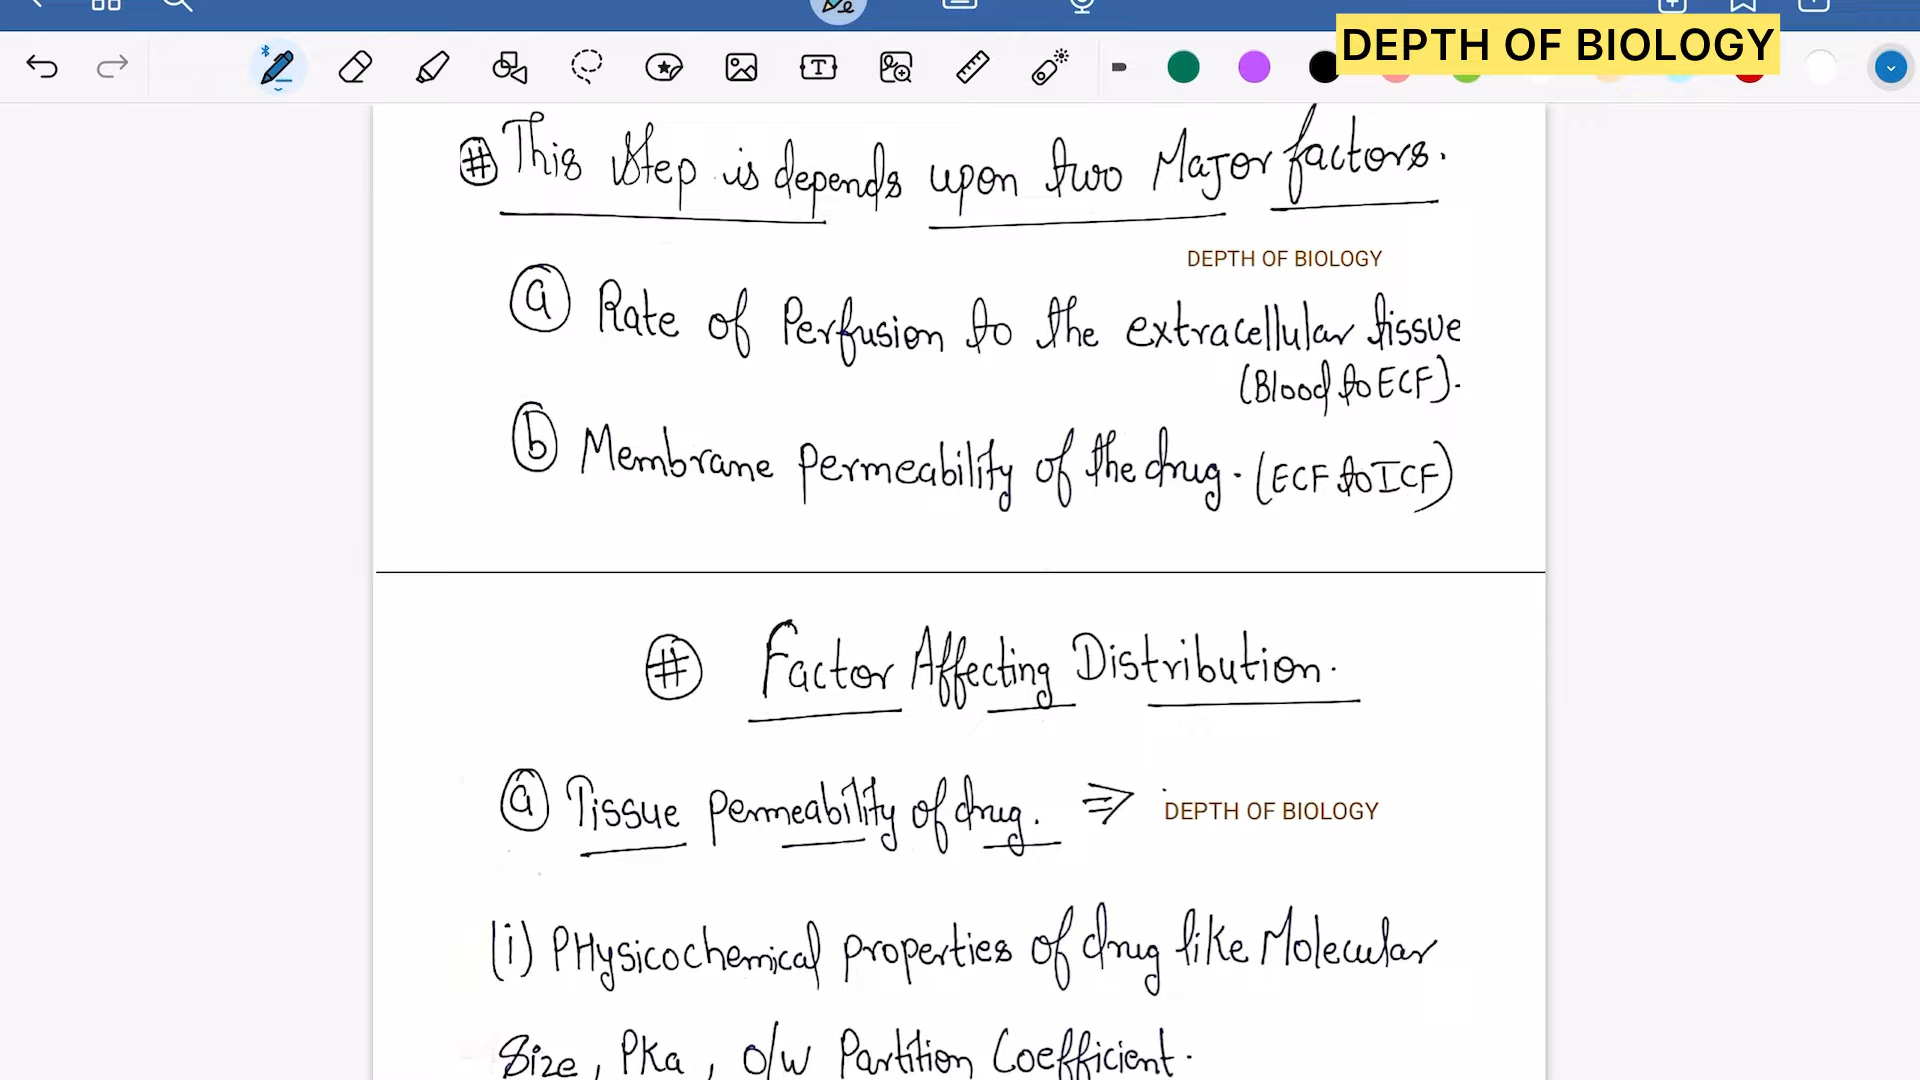 DEPTH OF BIOLOGY
# This step is depends upon two Major factors.
DEPTH OF BIOLOGY
a Rate of Perfusion to the extracellular tissue
(Blood to ECF).
b Membrane permeability of the drug. (ECF to ICF)
# Factor Affecting Distribution.
a Tissue permeability of drug. ⇒ DEPTH OF BIOLOGY
(i) PHysicochemical properties of drug like Molecular
Size, PKa, o/w Partition Coefficient.